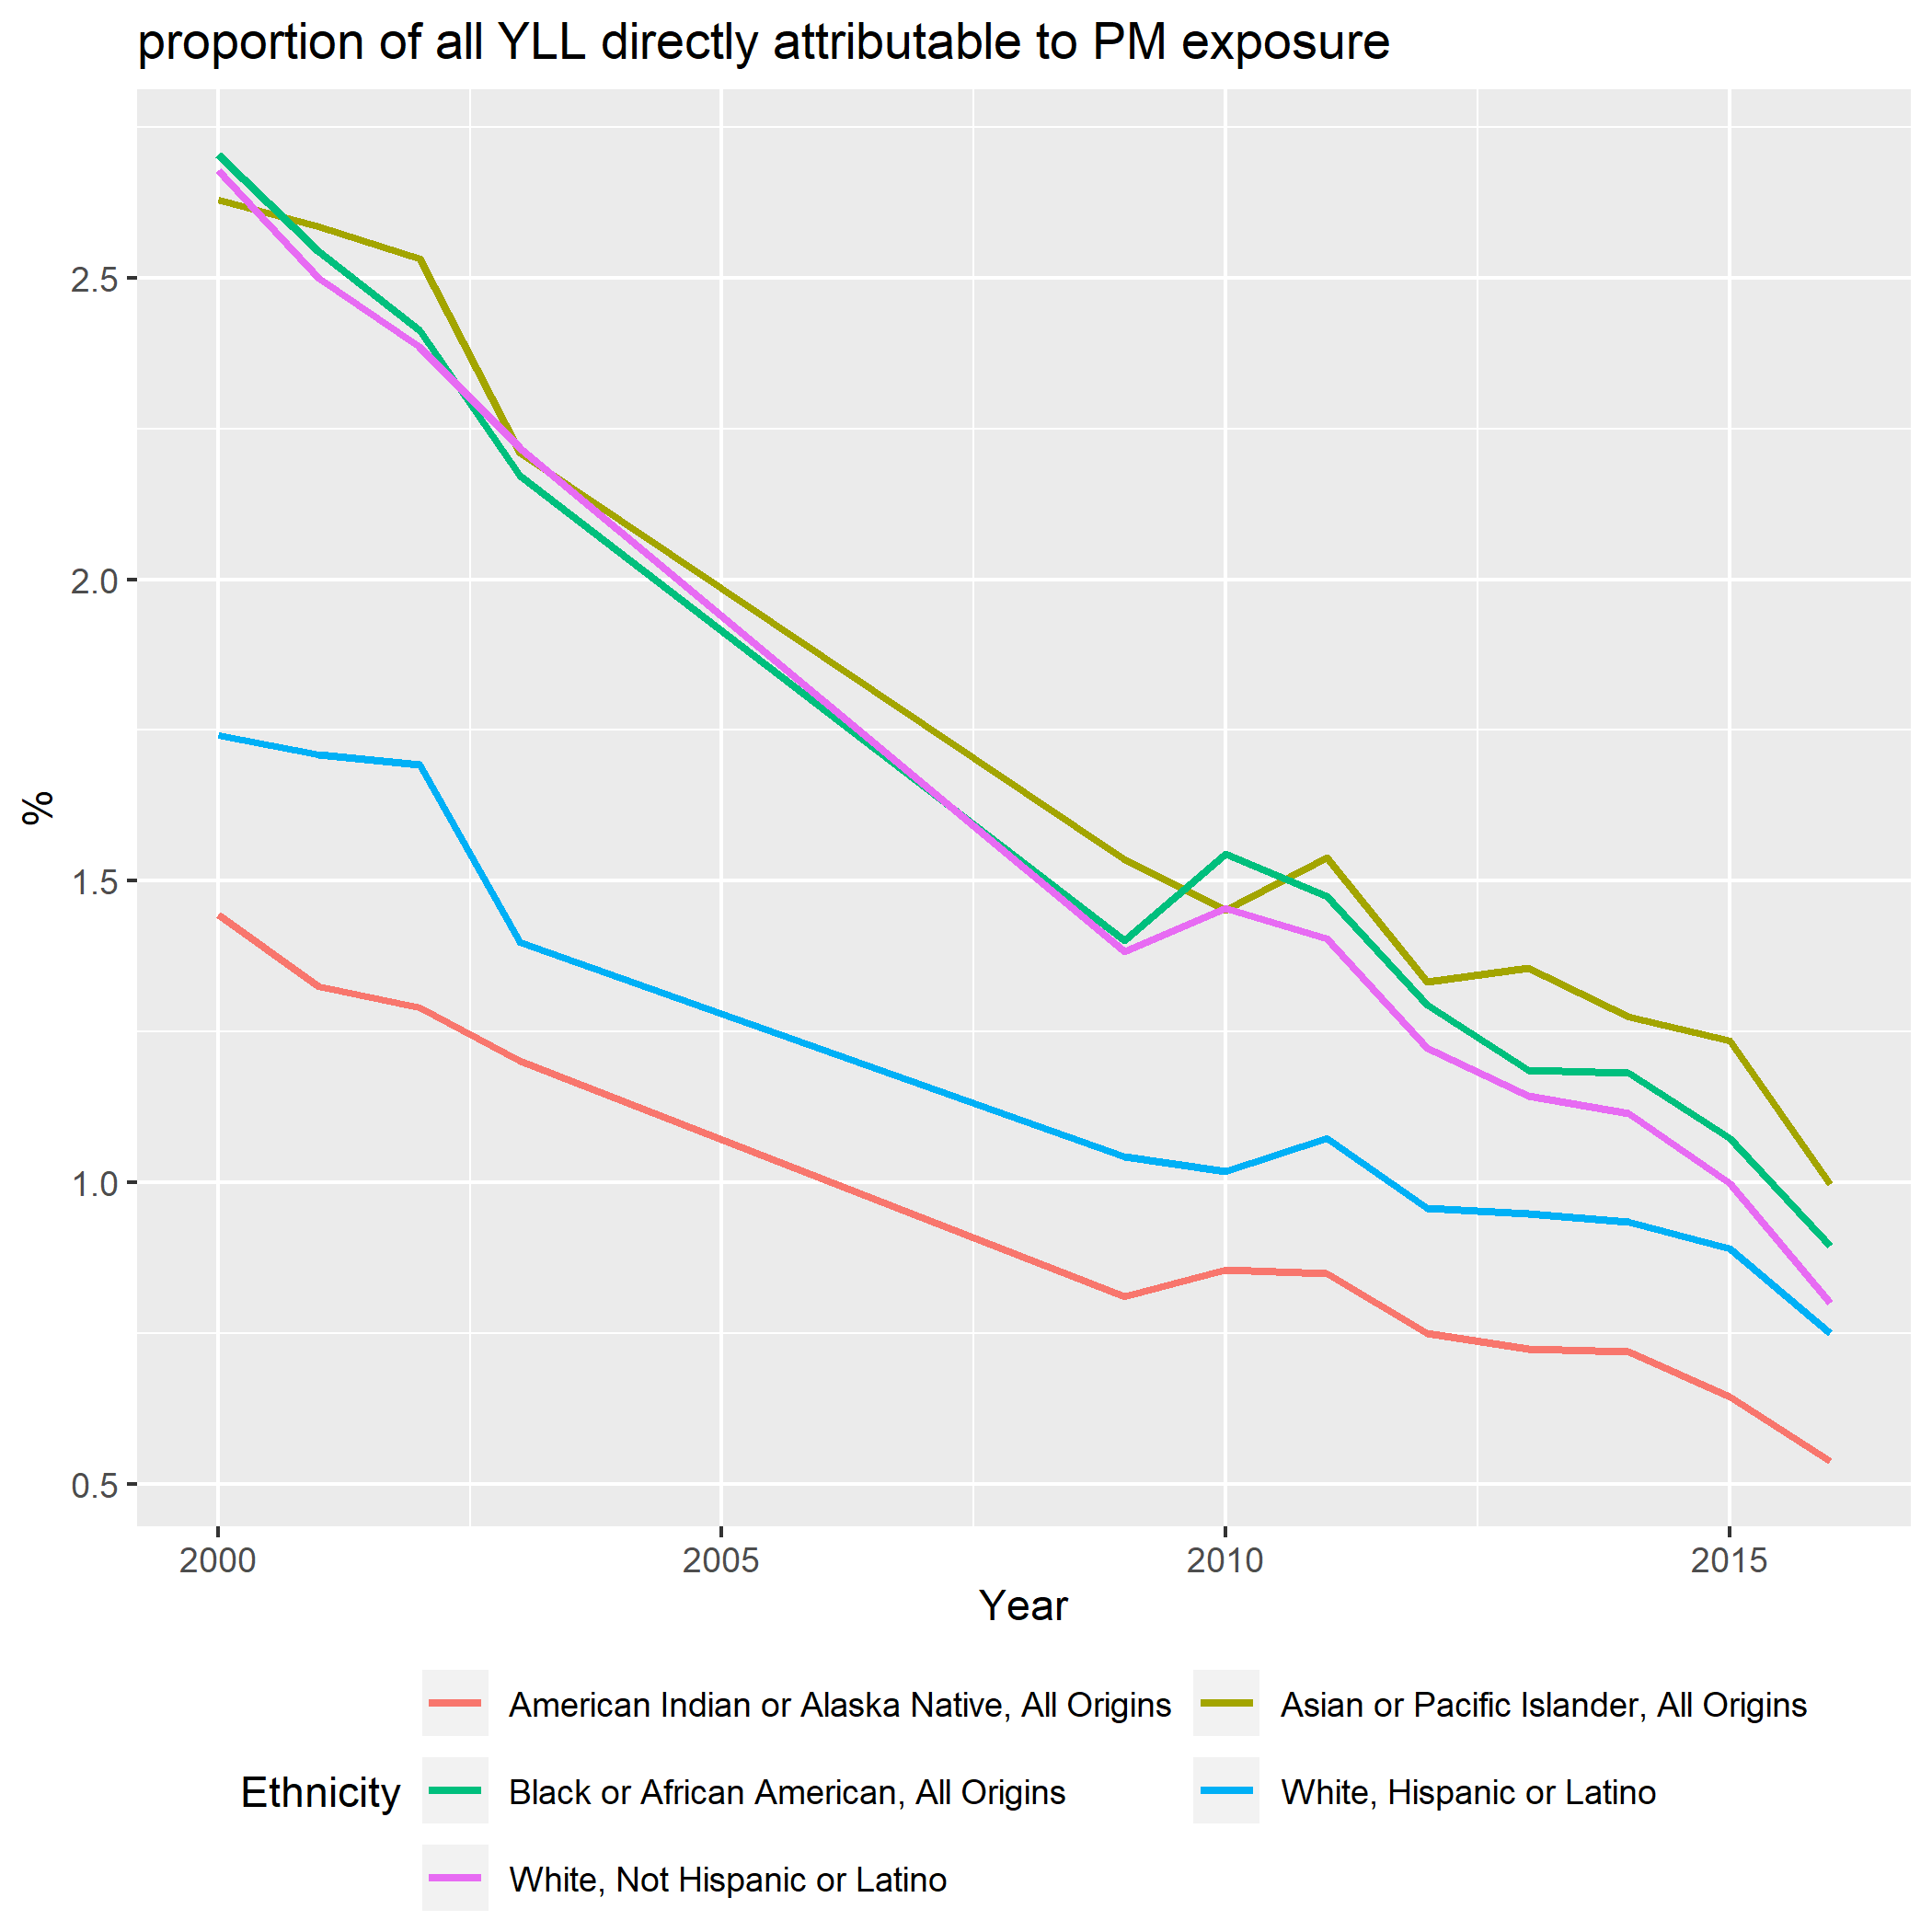 proportion of all YLL directly attributable to PM exposure
%
2.5
2.0
1.5
1.0
0.5
2000 2005 2010 2015
Year
Ethnicity
American Indian or Alaska Native, All Origins
Asian or Pacific Islander, All Origins
Black or African American, All Origins
White, Hispanic or Latino
White, Not Hispanic or Latino